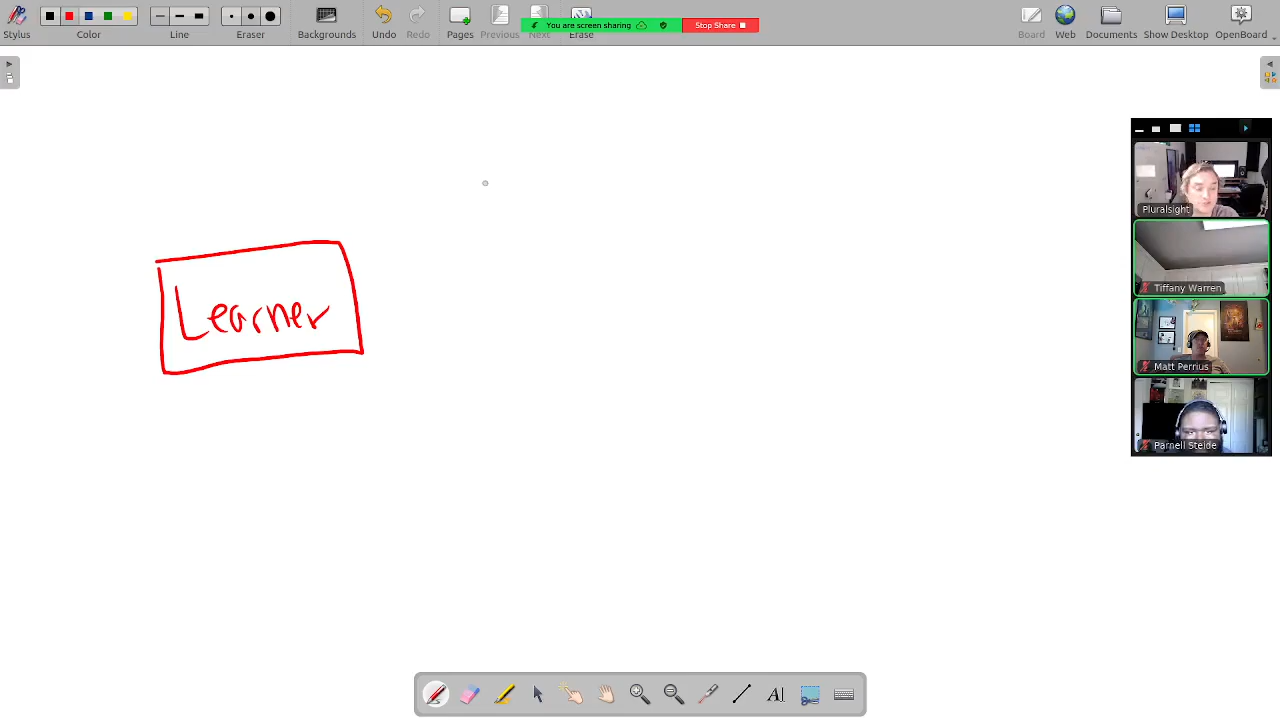 You are screen sharing
Stop Share
Stylus
Color
Line
Eraser
Backgrounds
Undo
Redo
Pages
Previous
Next
Erase
Board
Web
Documents
Show Desktop
OpenBoard
Learner
Pluralsight
Tiffany Warren
Matt Perrius
Parnell Steide